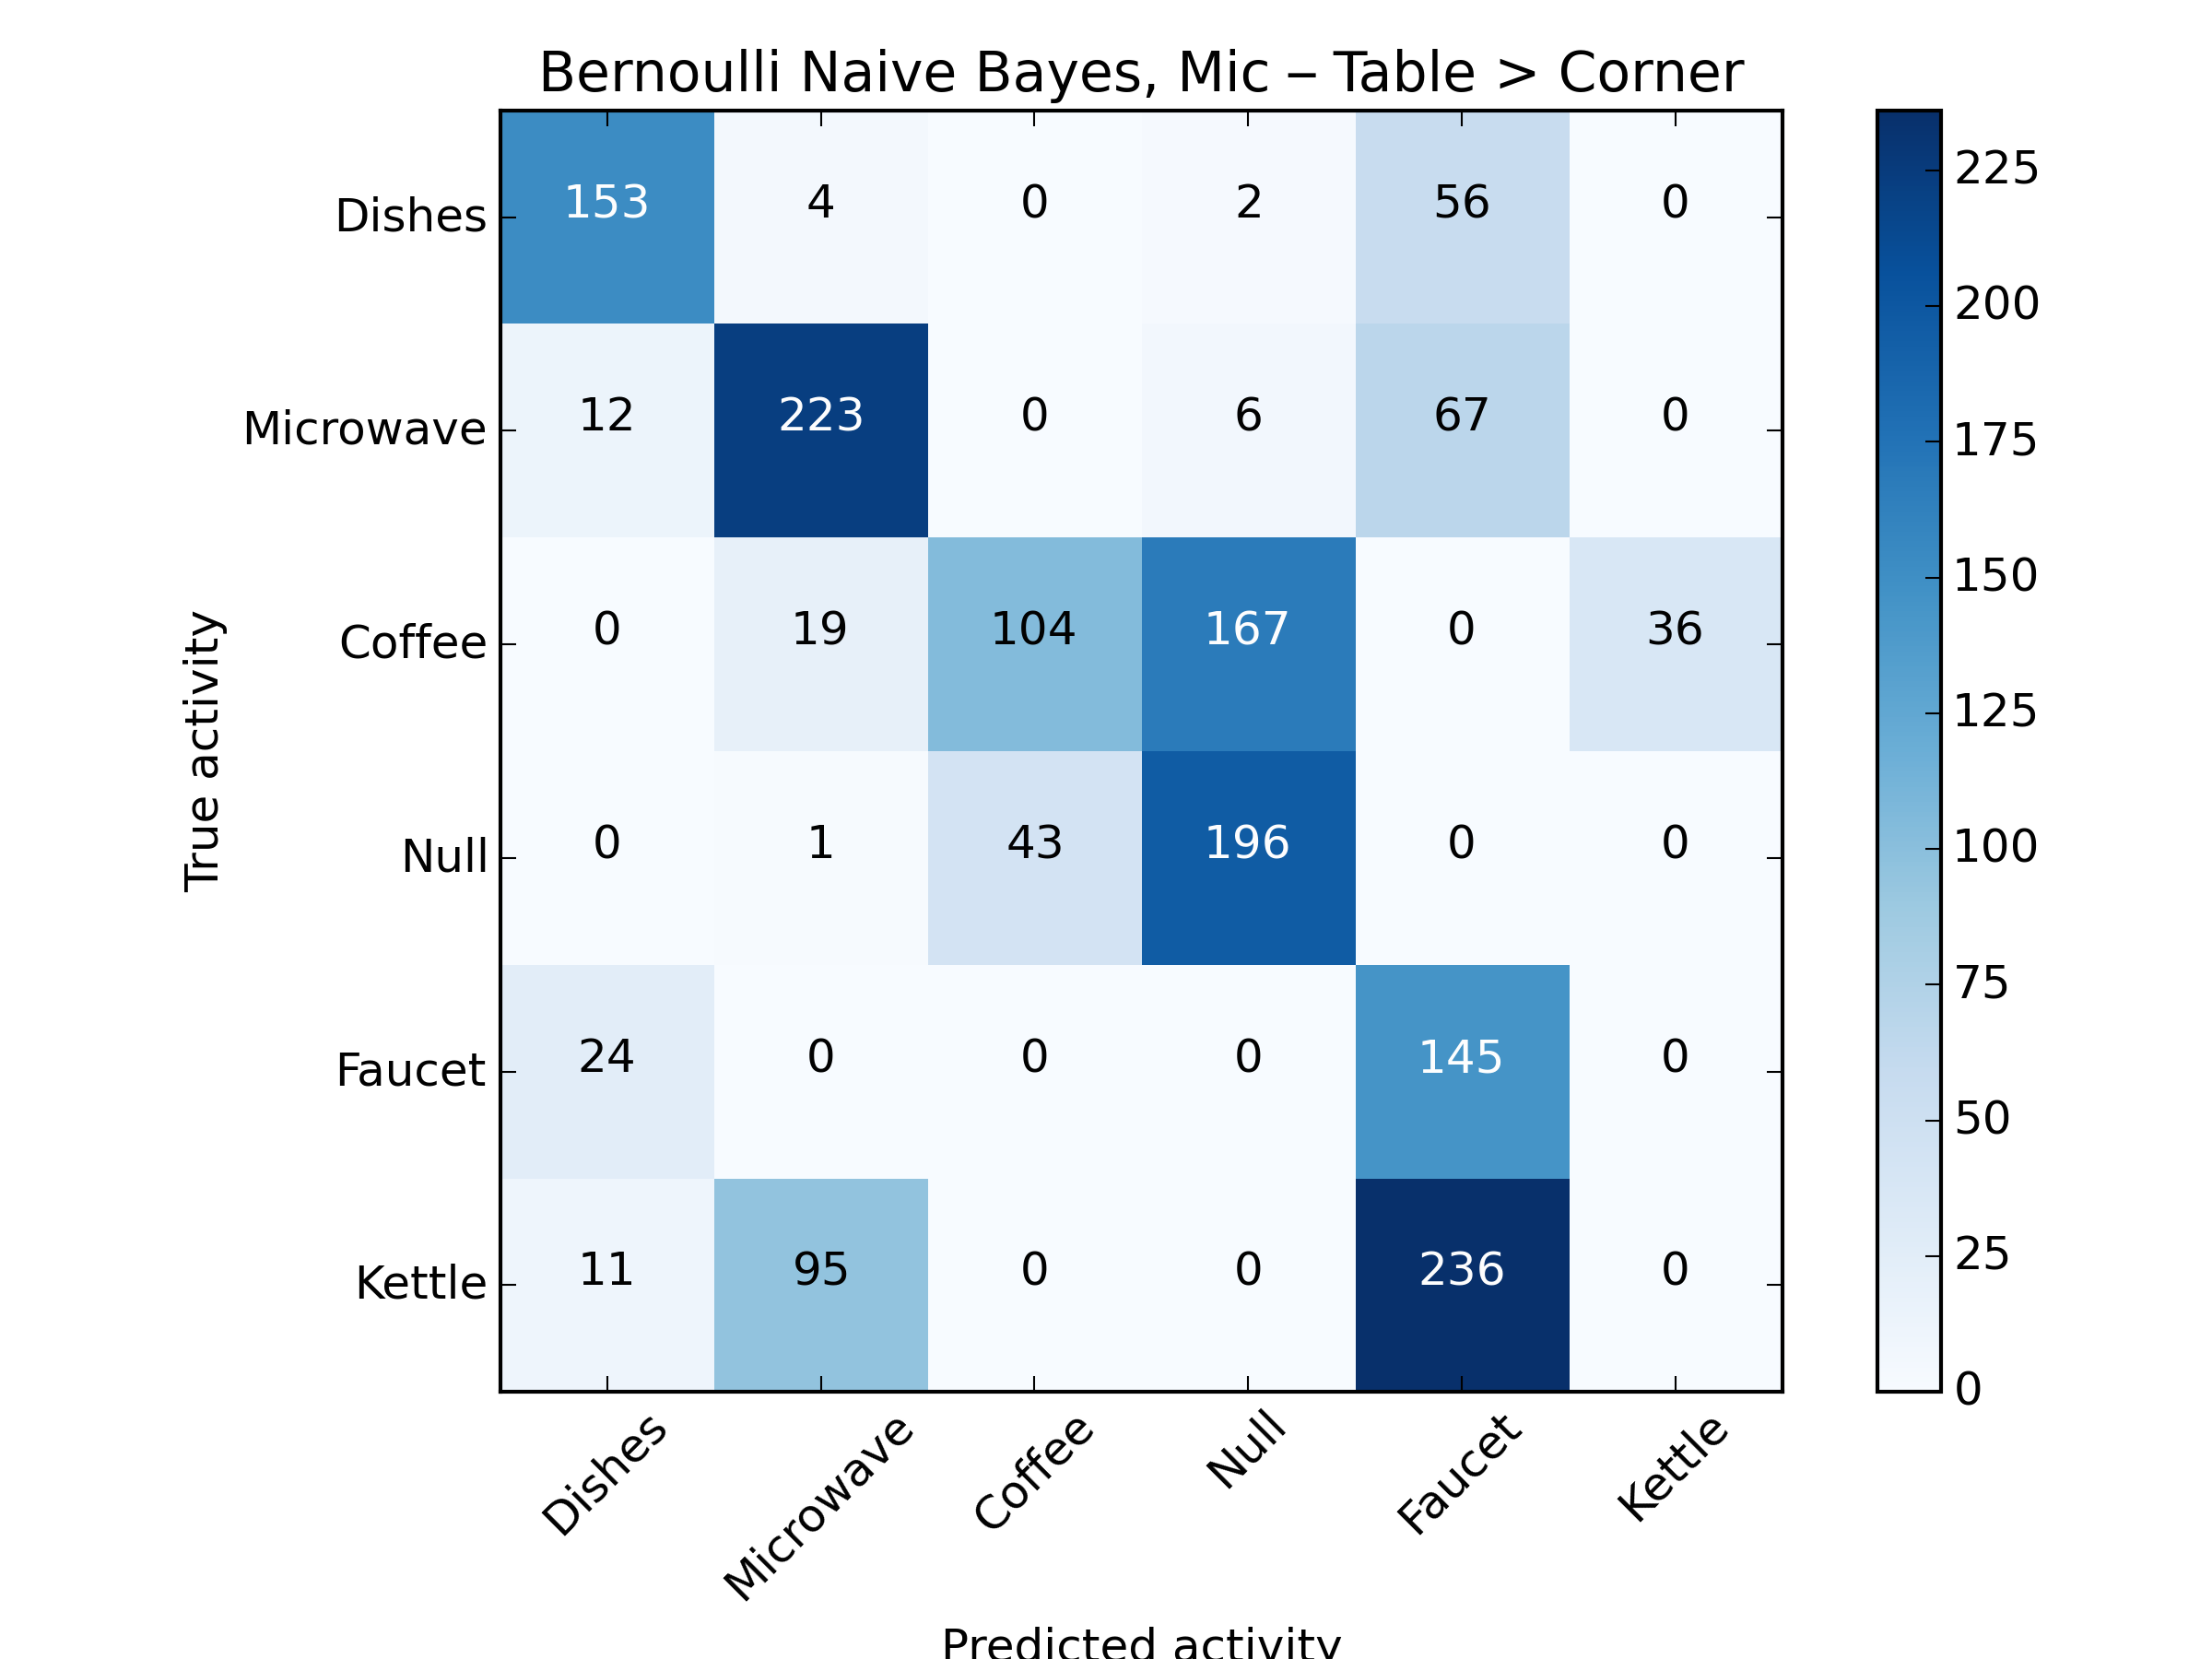 Bernoulli Naive Bayes, Mic – Table > Corner
Dishes 153 4 0 2 56 0
Microwave 12 223 0 6 67 0
Coffee 0 19 104 167 0 36
Null 0 1 43 196 0 0
Faucet 24 0 0 0 145 0
Kettle 11 95 0 0 236 0
True activity
Dishes Microwave Coffee Null Faucet Kettle
Predicted activity
225
200
175
150
125
100
75
50
25
0